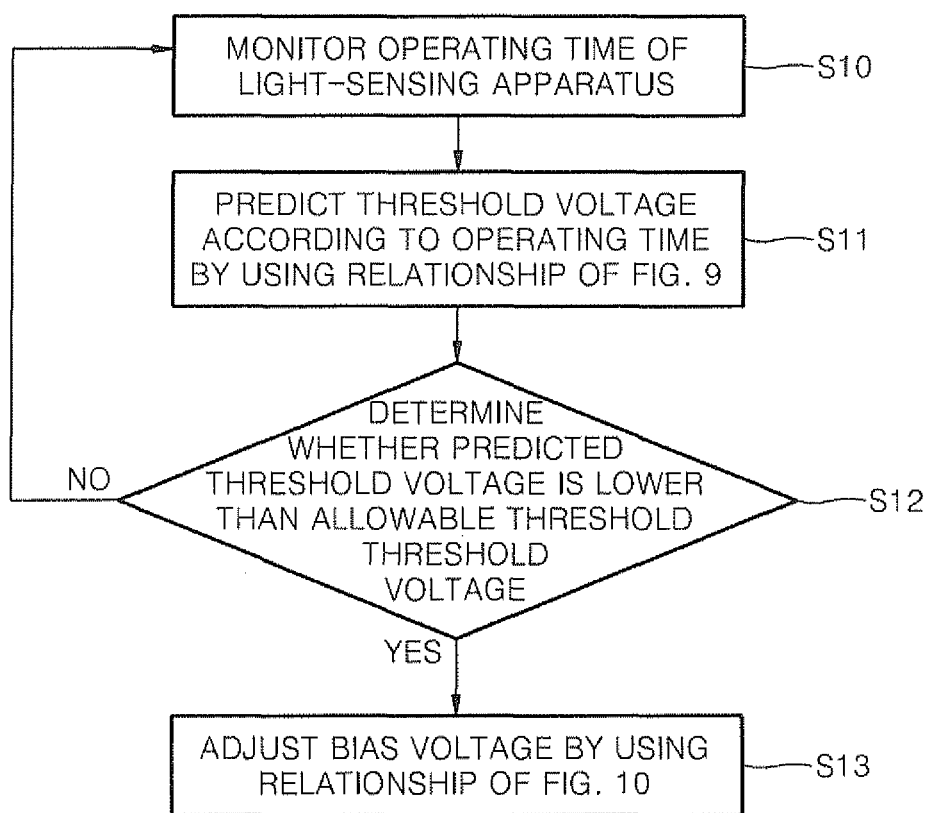 MONITOR OPERATING TIME OF
LIGHT-SENSING APPARATUS
S10
PREDICT THRESHOLD VOLTAGE
ACCORDING TO OPERATING TIME
BY USING RELATIONSHIP OF FIG. 9
S11
DETERMINE
WHETHER PREDICTED
THRESHOLD VOLTAGE IS LOWER
THAN ALLOWABLE THRESHOLD
THRESHOLD
VOLTAGE
S12
NO
YES
ADJUST BIAS VOLTAGE BY USING
RELATIONSHIP OF FIG. 10
S13